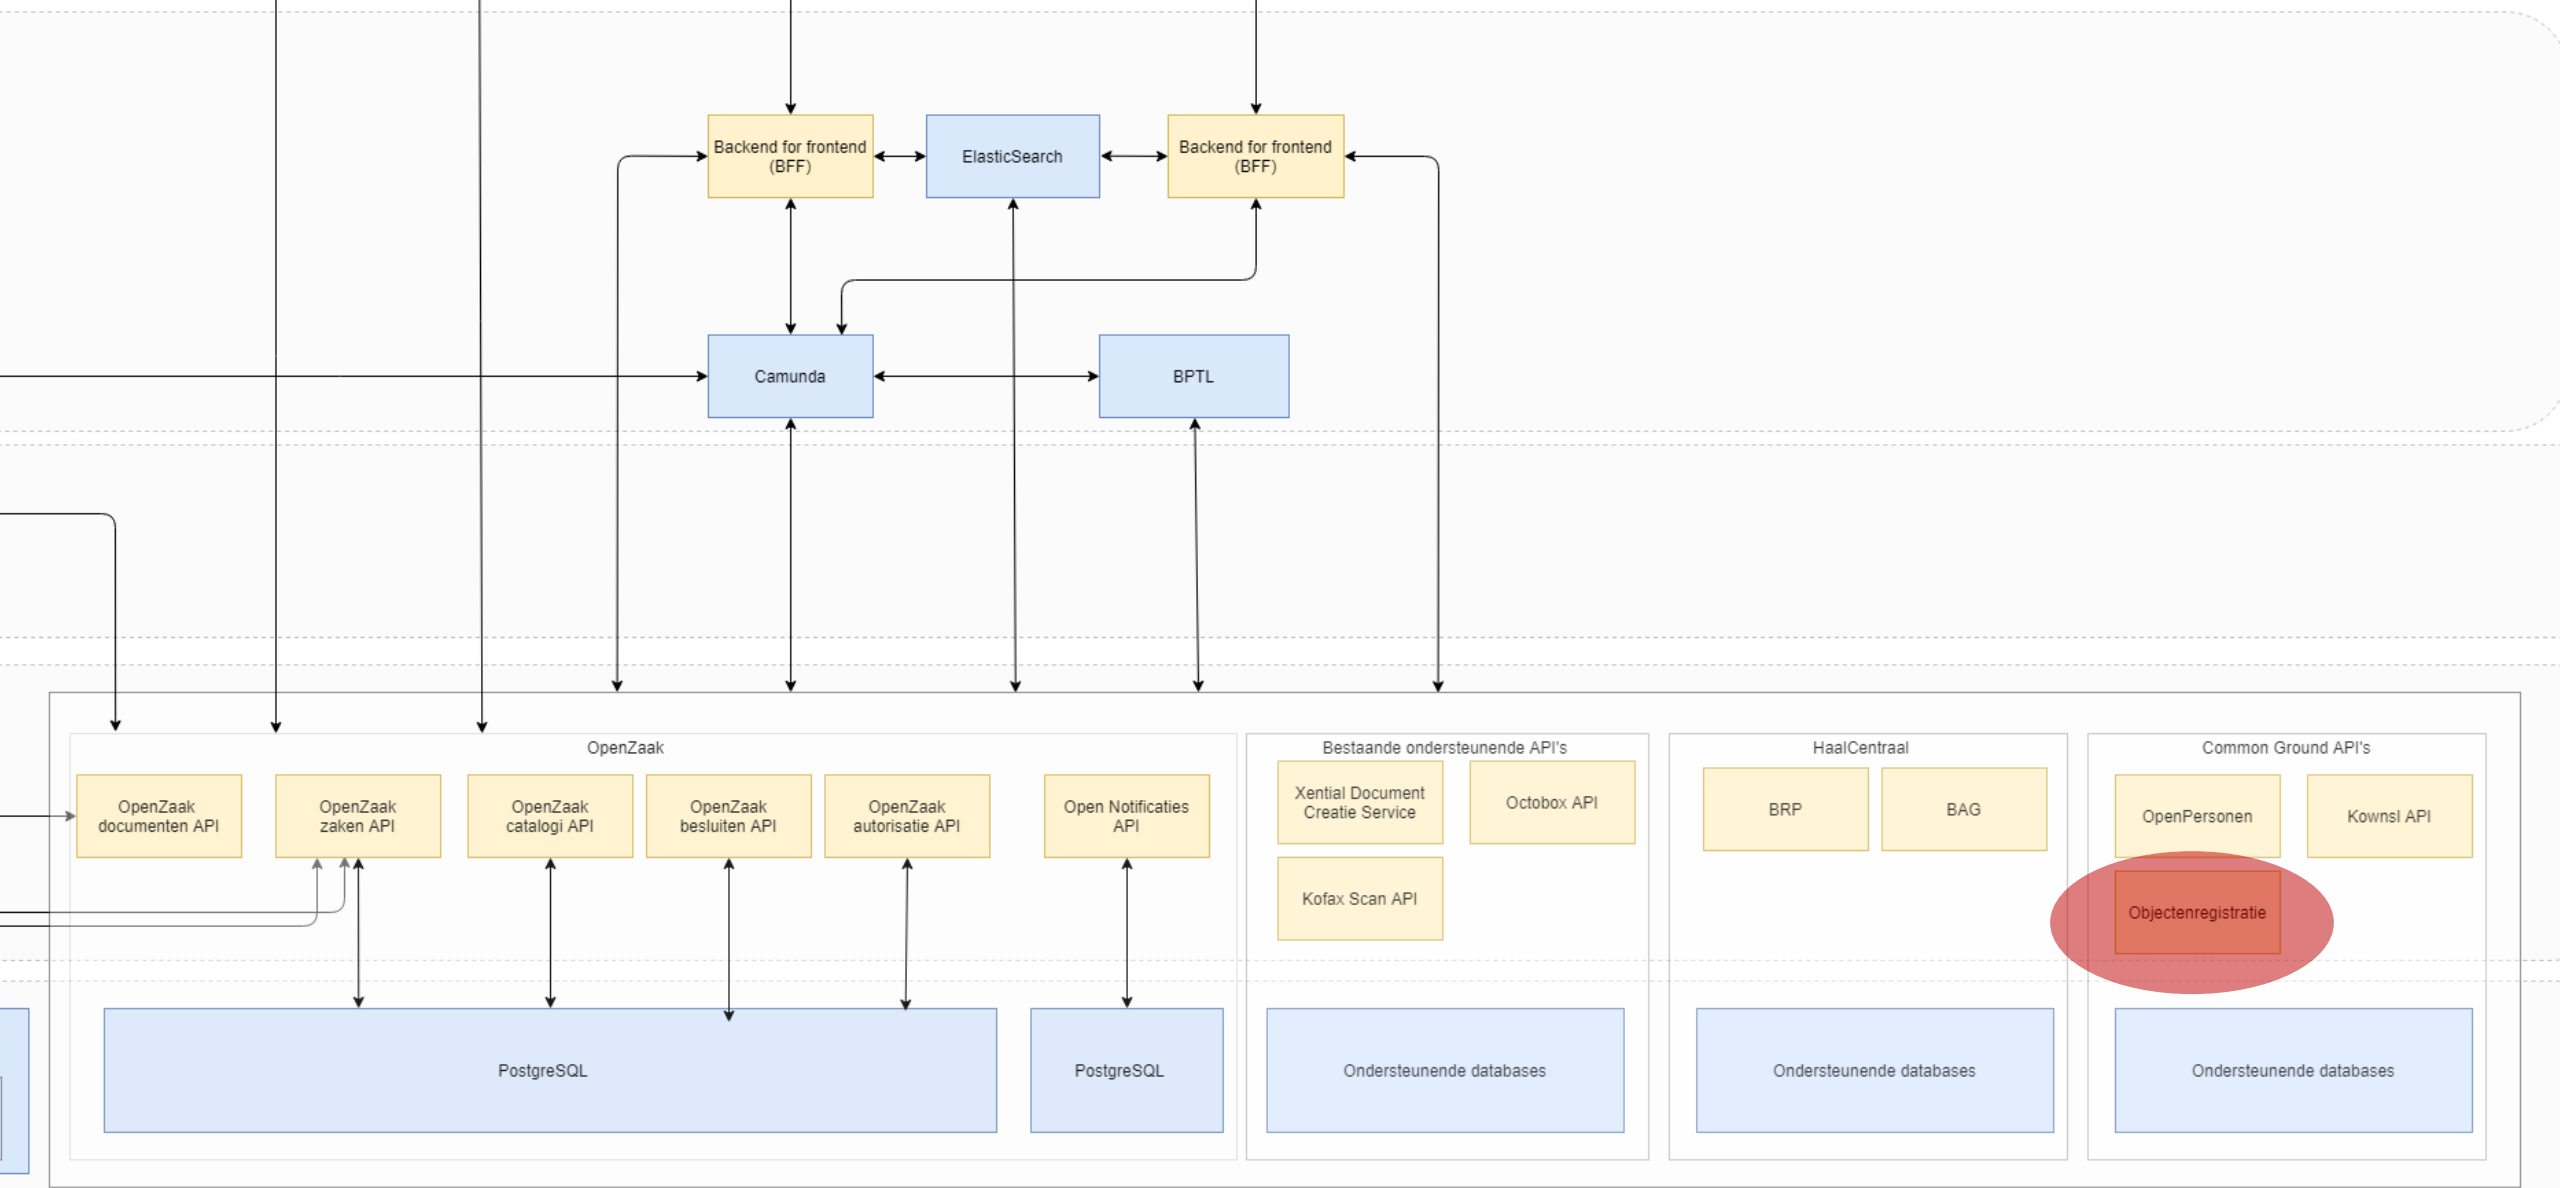 Backend for frontend
(BFF)
ElasticSearch
Backend for frontend
(BFF)
Camunda
BPTL
OpenZaak
OpenZaak
documenten API
OpenZaak
zaken API
OpenZaak
catalogi API
OpenZaak
besluiten API
OpenZaak
autorisatie API
Open Notificaties
API
PostgreSQL
PostgreSQL
Bestaande ondersteunende API's
Xential Document
Creatie Service
Octobox API
Kofax Scan API
Ondersteunende databases
HaalCentraal
BRP
BAG
Ondersteunende databases
Common Ground API's
OpenPersonen
Kownsl API
Objectenregistratie
Ondersteunende databases